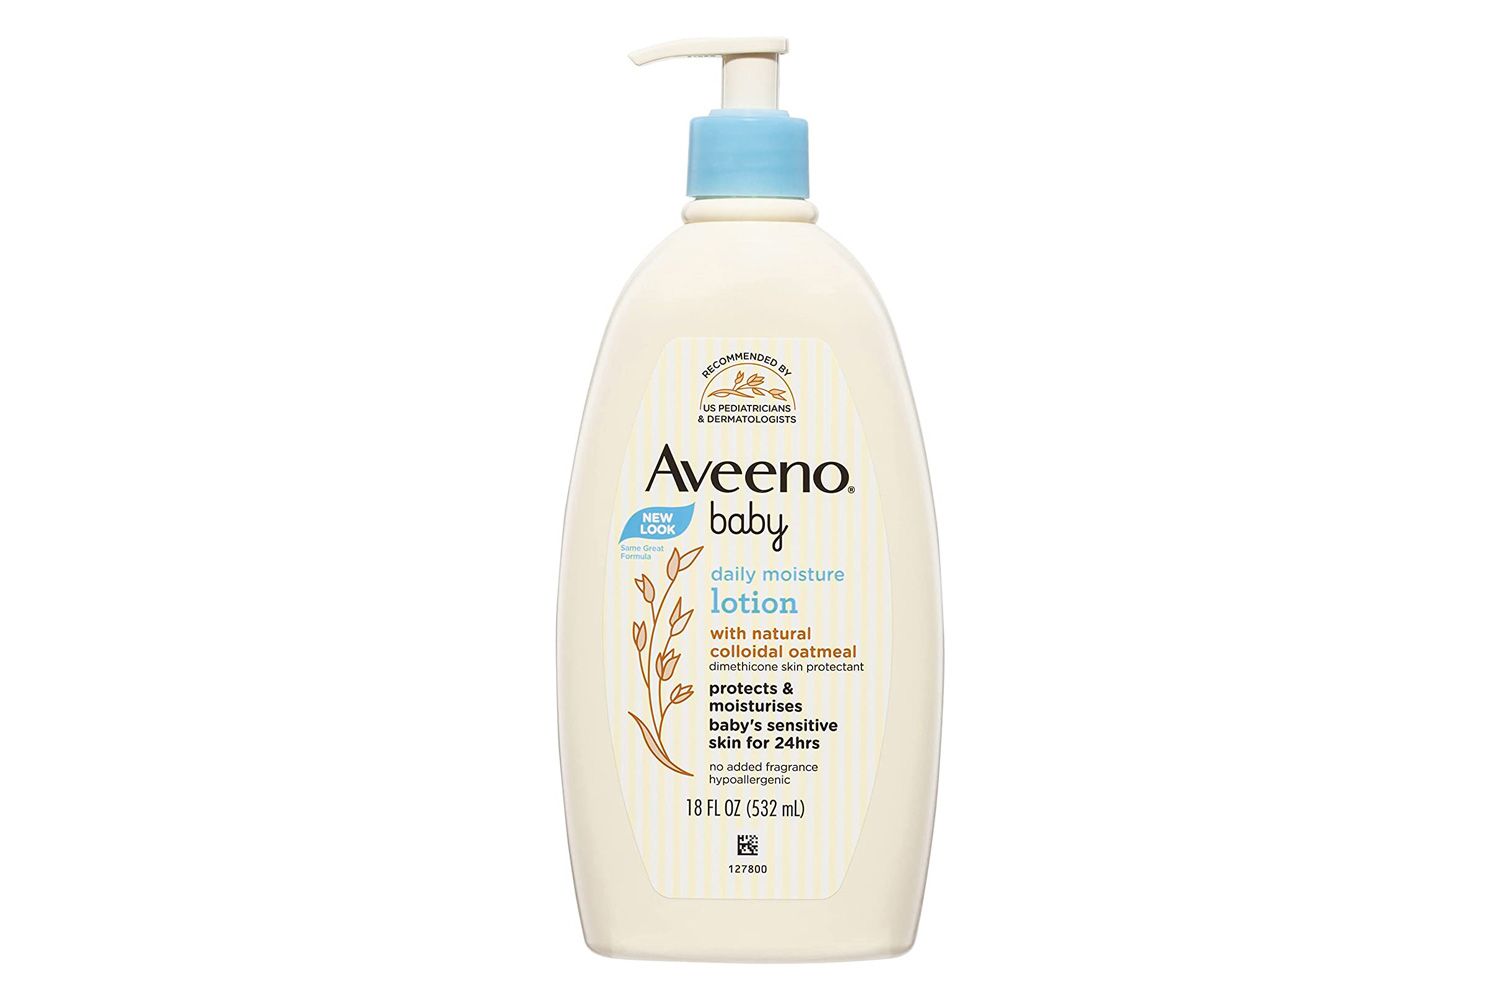 RECOMMENDED BY
US PEDIATRICIANS
& DERMATOLOGISTS
Aveeno®
baby
NEW
LOOK
Same Great
Formula
daily moisture
lotion
with natural
colloidal oatmeal
dimethicone skin protectant
protects &
moisturises
baby's sensitive
skin for 24hrs
no added fragrance
hypoallergenic
18 FL OZ (532 mL)
127800